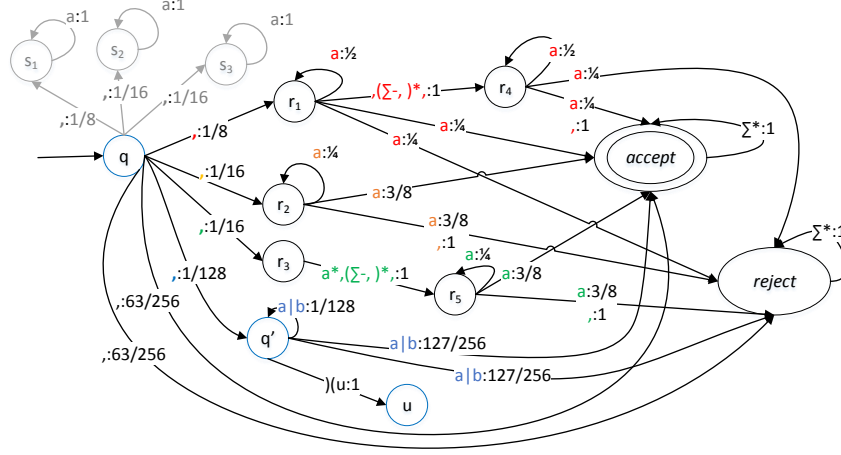 a:1
a:1
a:1
s1
s2
s3
,:1/8
,:1/16
,:1/16
a:½
a:½
r1
,(Σ-, )*,:1
r4
a:¼
a:¼
,:1
,:1/8
a:¼
a:¼
∑*:1
q
a:¼
accept
,:1/16
r2
a:3/8
,:1/16
a:3/8
,:1
∑*:1
r3
a*,(∑-, )*,:1
a:¼
a:3/8
reject
,:1/128
r5
a:3/8
,:1
a|b:1/128
,:63/256
q’
a|b:127/256
,:63/256
a|b:127/256
)(u:1
u